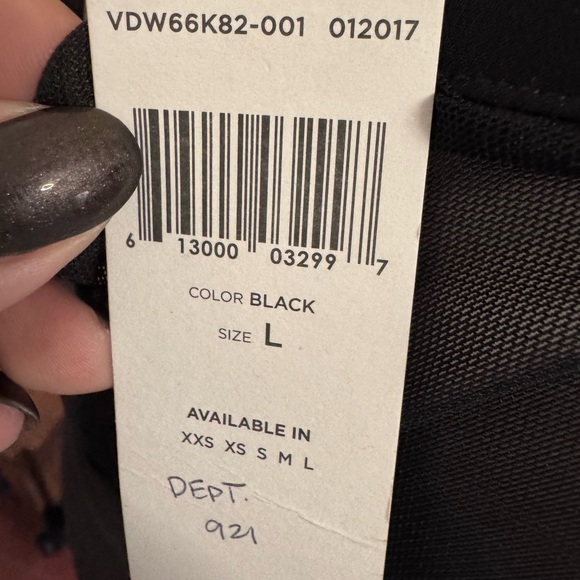 VDW66K82-001 012017
6 13000 03299 7
COLOR BLACK
SIZE L
AVAILABLE IN
XXS XS S M L
DEPT.
921